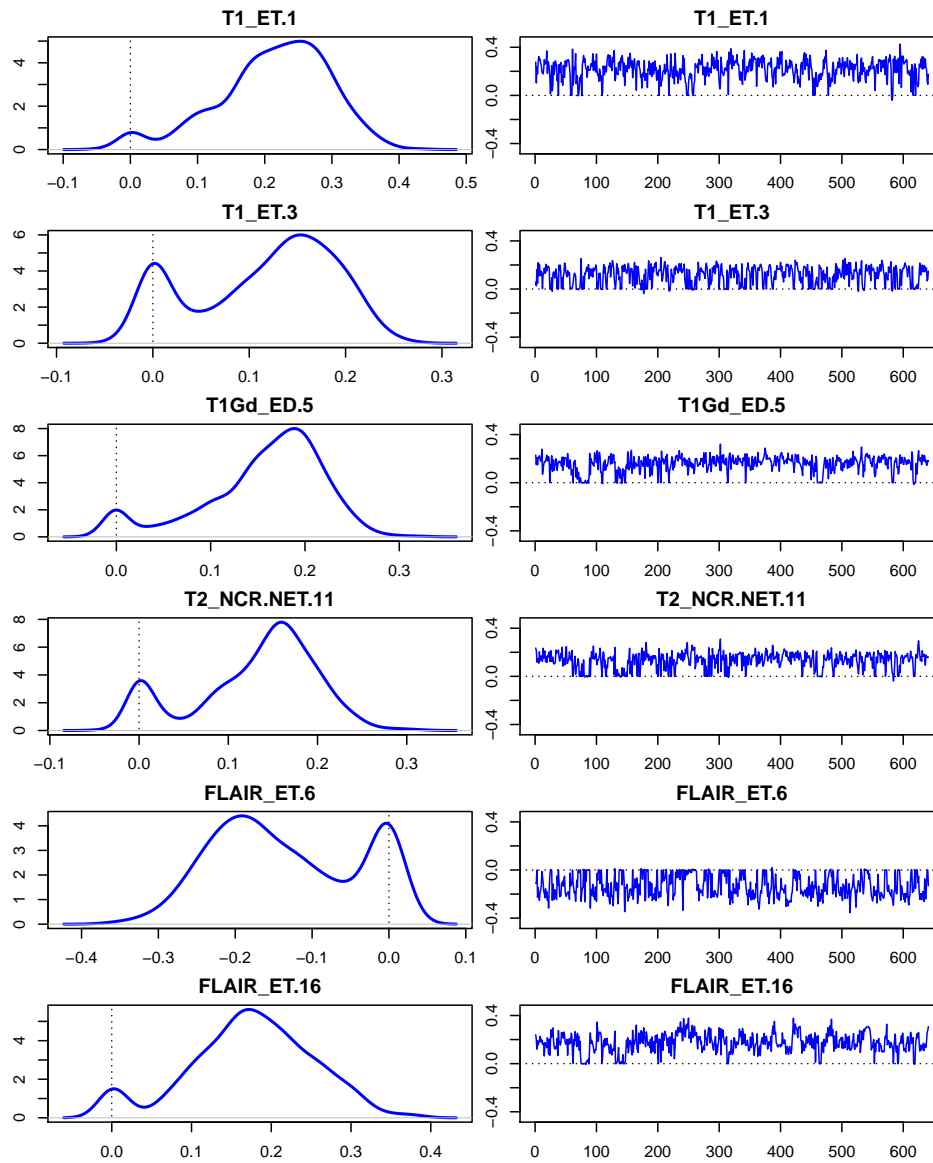 T1_ET.1 T1_ET.1
0 2 4 −0.4 0.0 0.4
−0.1 0.0 0.1 0.2 0.3 0.4 0.5 0 100 200 300 400 500 600
T1_ET.3 T1_ET.3
0 2 4 6 −0.4 0.0 0.4
−0.1 0.0 0.1 0.2 0.3 0 100 200 300 400 500 600
T1Gd_ED.5 T1Gd_ED.5
0 2 4 6 8 −0.4 0.0 0.4
0.0 0.1 0.2 0.3 0 100 200 300 400 500 600
T2_NCR.NET.11 T2_NCR.NET.11
0 2 4 6 8 −0.4 0.0 0.4
−0.1 0.0 0.1 0.2 0.3 0 100 200 300 400 500 600
FLAIR_ET.6 FLAIR_ET.6
0 1 2 3 4 −0.4 0.0 0.4
−0.4 −0.3 −0.2 −0.1 0.0 0.1 0 100 200 300 400 500 600
FLAIR_ET.16 FLAIR_ET.16
0 2 4 −0.4 0.0 0.4
0.0 0.1 0.2 0.3 0.4 0 100 200 300 400 500 600